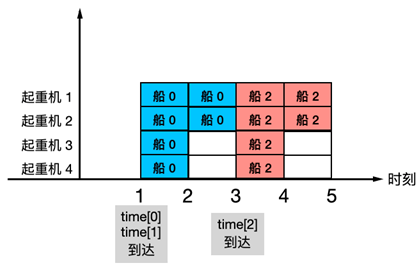 起重机 1 船 0 船 0 船 2 船 2
起重机 2 船 0 船 0 船 2 船 2
起重机 3 船 0 船 2
起重机 4 船 0 船 2
时刻
1 2 3 4 5
time[0]
time[1]
到达
time[2]
到达